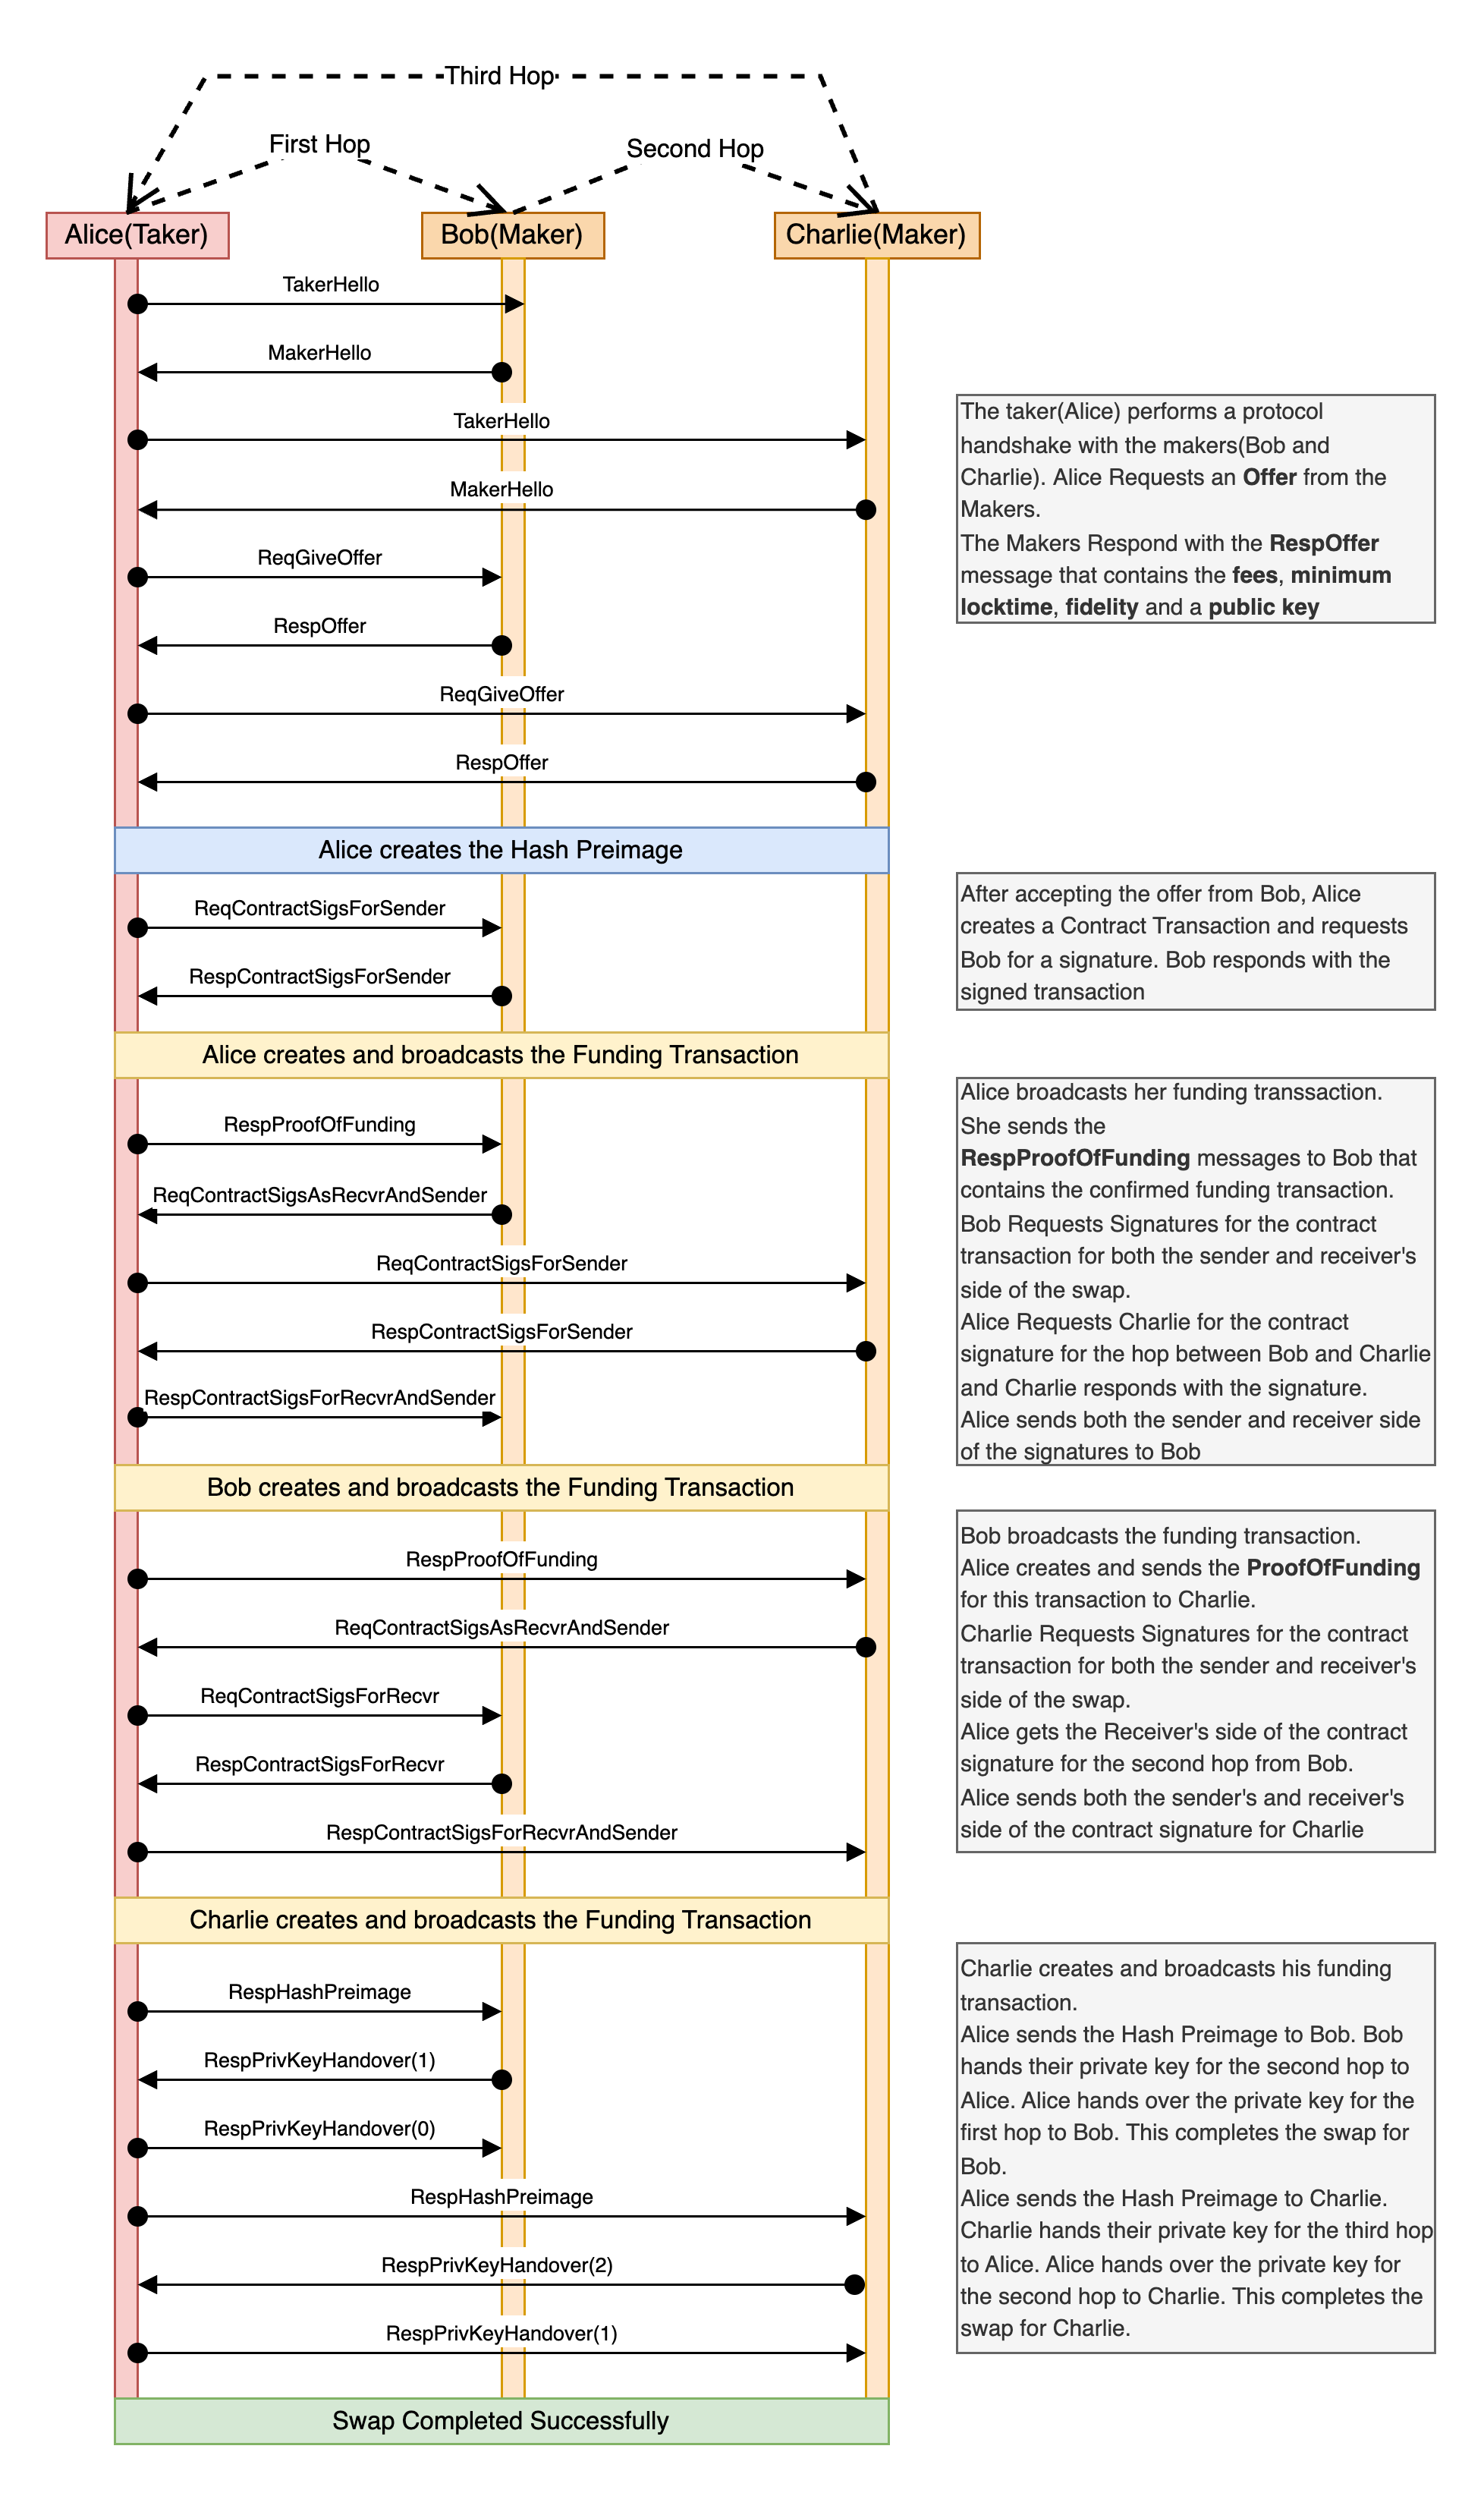 Third Hop
First Hop
Second Hop
Alice(Taker)
Bob(Maker)
Charlie(Maker)
TakerHello
MakerHello
TakerHello
MakerHello
ReqGiveOffer
RespOffer
ReqGiveOffer
RespOffer
The taker(Alice) performs a protocol
handshake with the makers(Bob and
Charlie). Alice Requests an Offer from the
Makers.
The Makers Respond with the RespOffer
message that contains the fees, minimum
locktime, fidelity and a public key
Alice creates the Hash Preimage
ReqContractSigsForSender
RespContractSigsForSender
After accepting the offer from Bob, Alice
creates a Contract Transaction and requests
Bob for a signature. Bob responds with the
signed transaction
Alice creates and broadcasts the Funding Transaction
RespProofOfFunding
ReqContractSigsAsRecvrAndSender
ReqContractSigsForSender
RespContractSigsForSender
RespContractSigsForRecvrAndSender
Alice broadcasts her funding transsaction.
She sends the
RespProofOfFunding messages to Bob that
contains the confirmed funding transaction.
Bob Requests Signatures for the contract
transaction for both the sender and receiver's
side of the swap.
Alice Requests Charlie for the contract
signature for the hop between Bob and Charlie
and Charlie responds with the signature.
Alice sends both the sender and receiver side
of the signatures to Bob
Bob creates and broadcasts the Funding Transaction
RespProofOfFunding
ReqContractSigsAsRecvrAndSender
ReqContractSigsForRecvr
RespContractSigsForRecvr
RespContractSigsForRecvrAndSender
Bob broadcasts the funding transaction.
Alice creates and sends the ProofOfFunding
for this transaction to Charlie.
Charlie Requests Signatures for the contract
transaction for both the sender and receiver's
side of the swap.
Alice gets the Receiver's side of the contract
signature for the second hop from Bob.
Alice sends both the sender's and receiver's
side of the contract signature for Charlie
Charlie creates and broadcasts the Funding Transaction
RespHashPreimage
RespPrivKeyHandover(1)
RespPrivKeyHandover(0)
RespHashPreimage
RespPrivKeyHandover(2)
RespPrivKeyHandover(1)
Charlie creates and broadcasts his funding
transaction.
Alice sends the Hash Preimage to Bob. Bob
hands their private key for the second hop to
Alice. Alice hands over the private key for the
first hop to Bob. This completes the swap for
Bob.
Alice sends the Hash Preimage to Charlie.
Charlie hands their private key for the third hop
to Alice. Alice hands over the private key for
the second hop to Charlie. This completes the
swap for Charlie.
Swap Completed Successfully